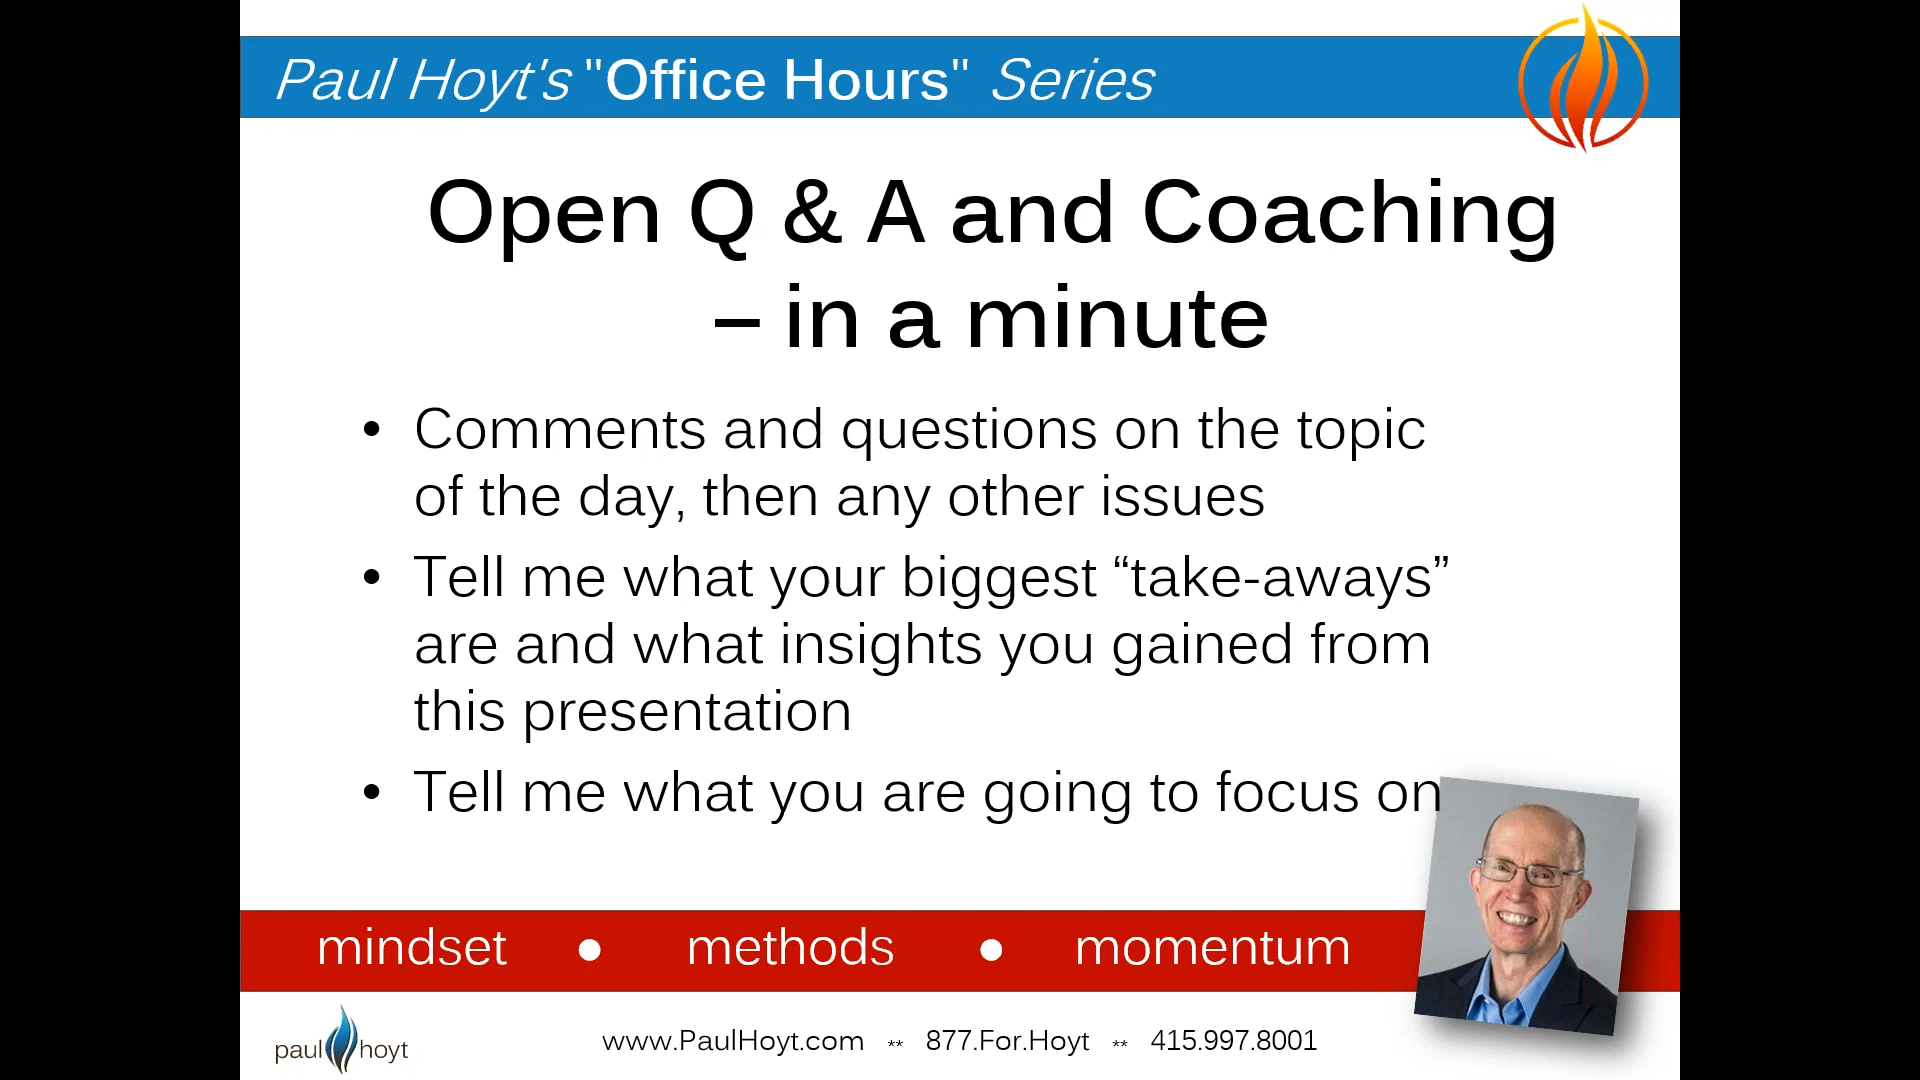 Paul Hoyt's "Office Hours" Series
Open Q & A and Coaching
– in a minute
• Comments and questions on the topic
of the day, then any other issues
• Tell me what your biggest “take-aways”
are and what insights you gained from
this presentation
• Tell me what you are going to focus on
mindset ● methods ● momentum
paul hoyt
www.PaulHoyt.com ** 877.For.Hoyt ** 415.997.8001